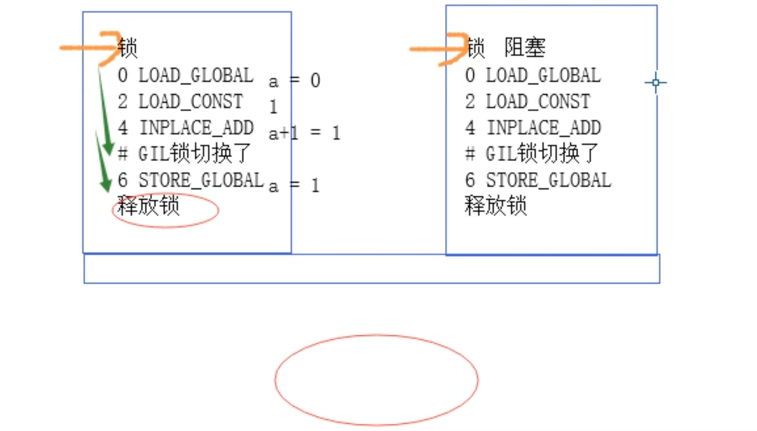 锁
0 LOAD_GLOBAL a = 0
2 LOAD_CONST 1
4 INPLACE_ADD a+1 = 1
# GIL锁切换了
6 STORE_GLOBAL a = 1
释放锁
锁 阻塞
0 LOAD_GLOBAL
2 LOAD_CONST
4 INPLACE_ADD
# GIL锁切换了
6 STORE_GLOBAL
释放锁